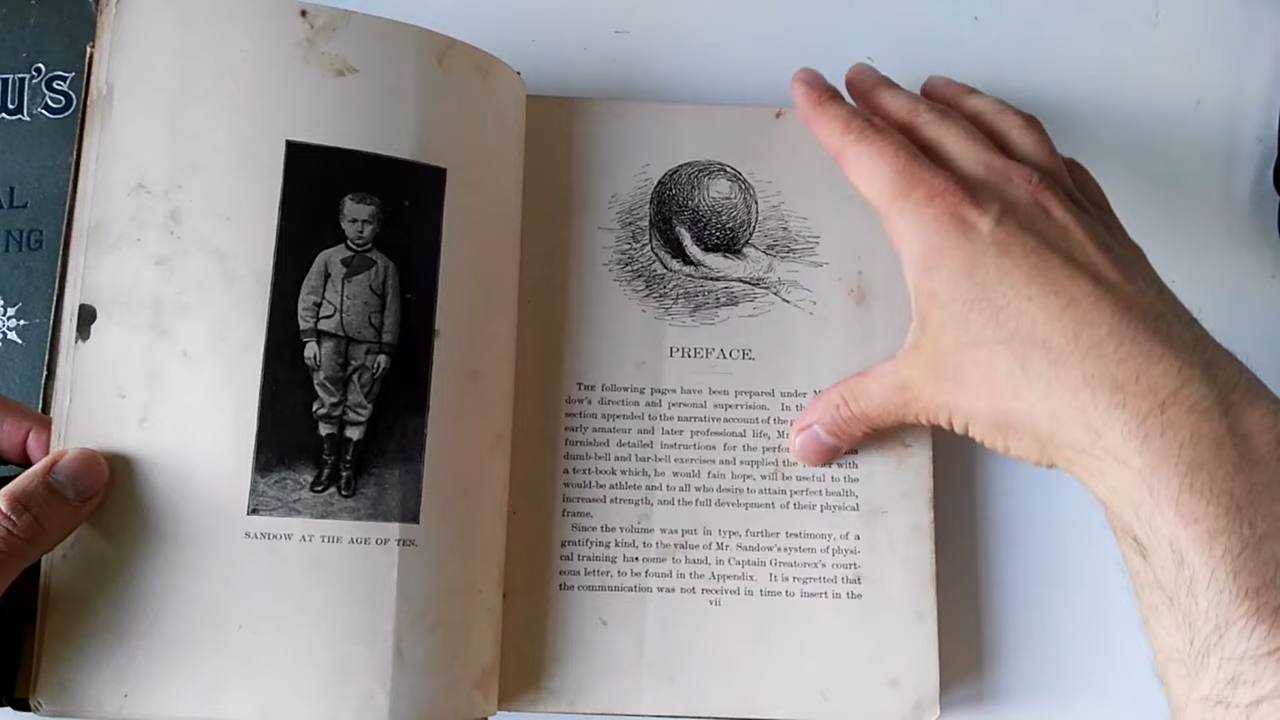 W'S
AL
NG
SANDOW AT THE AGE OF TEN.
PREFACE.
THE following pages have been prepared under
dow's direction and personal supervision. In
section appended to the narrative account of the
early amateur and later professional life, Mr.
furnished detailed instructions for the
dumb-bell and bar-bell exercises and supplied the with
a text-book which, he would fain hope, will be useful to the
would-be athlete and to all who desire to attain perfect health,
increased strength, and the full development of their physical
frame.
Since the volume was put in type, further testimony, of a
gratifying kind, to the value of Mr. Sandow's system of physi-
cal training has come to hand, in Captain Greatorex's court-
eous letter, to be found in the Appendix. It is regretted that
the communication was not received in time to insert in the
vii